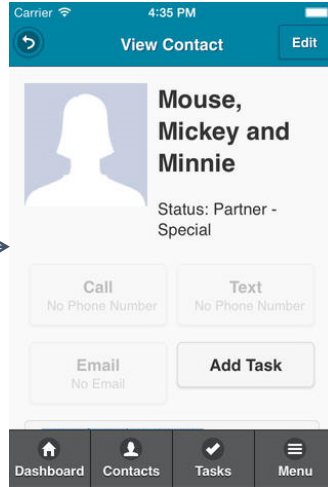 Carrier 4:35 PM
View Contact Edit
Mouse,
Mickey and
Minnie
Status: Partner -
Special
Call Text
No Phone Number No Phone Number
Email Add Task
No Email
Dashboard Contacts Tasks Menu